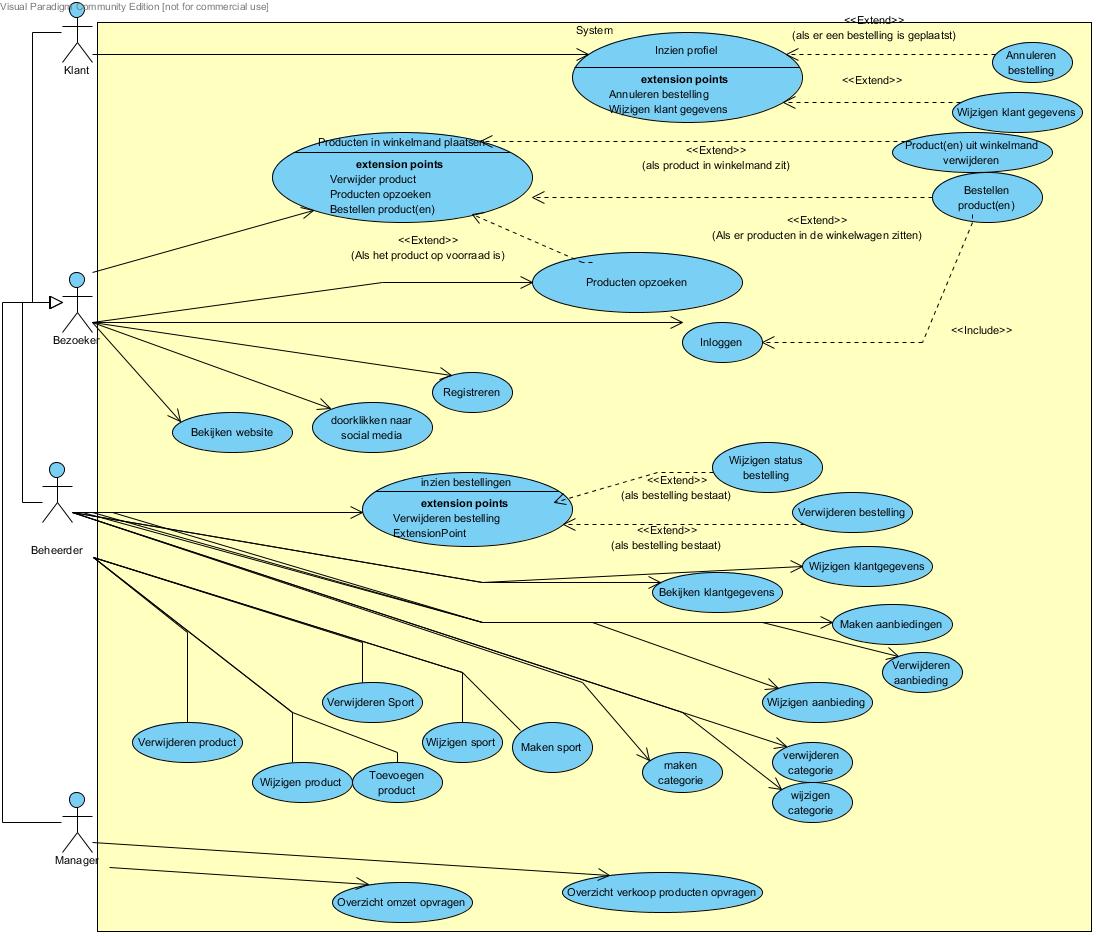 Visual Paradigm Community Edition [not for commercial use]
System
Klant
Inzien profiel
extension points
Annuleren bestelling
Wijzigen klant gegevens
<<Extend>>
(als er een bestelling is geplaatst)
Annuleren
bestelling
<<Extend>>
Wijzigen klant gegevens
Producten in winkelmand plaatsen
extension points
Verwijder product
Producten opzoeken
Bestellen product(en)
<<Extend>>
(als product in winkelmand zit)
Product(en) uit winkelmand
verwijderen
Bestellen
product(en)
<<Extend>>
(Als er producten in de winkelwagen zitten)
<<Extend>>
(Als het product op voorraad is)
Producten opzoeken
Bezoeker
Inloggen
<<Include>>
Registreren
doorklikken naar
social media
Bekijken website
Beheerder
inzien bestellingen
extension points
Verwijderen bestelling
ExtensionPoint
Wijzigen status
bestelling
<<Extend>>
(als bestelling bestaat)
Verwijderen bestelling
<<Extend>>
(als bestelling bestaat)
Wijzigen klantgegevens
Bekijken klantgegevens
Maken aanbiedingen
Verwijderen
aanbieding
Wijzigen aanbieding
Verwijderen Sport
Verwijderen product
Wijzigen sport
Maken sport
Wijzigen product
Toevoegen
product
maken
categorie
verwijderen
categorie
wijzigen
categorie
Manager
Overzicht verkoop producten opvragen
Overzicht omzet opvragen